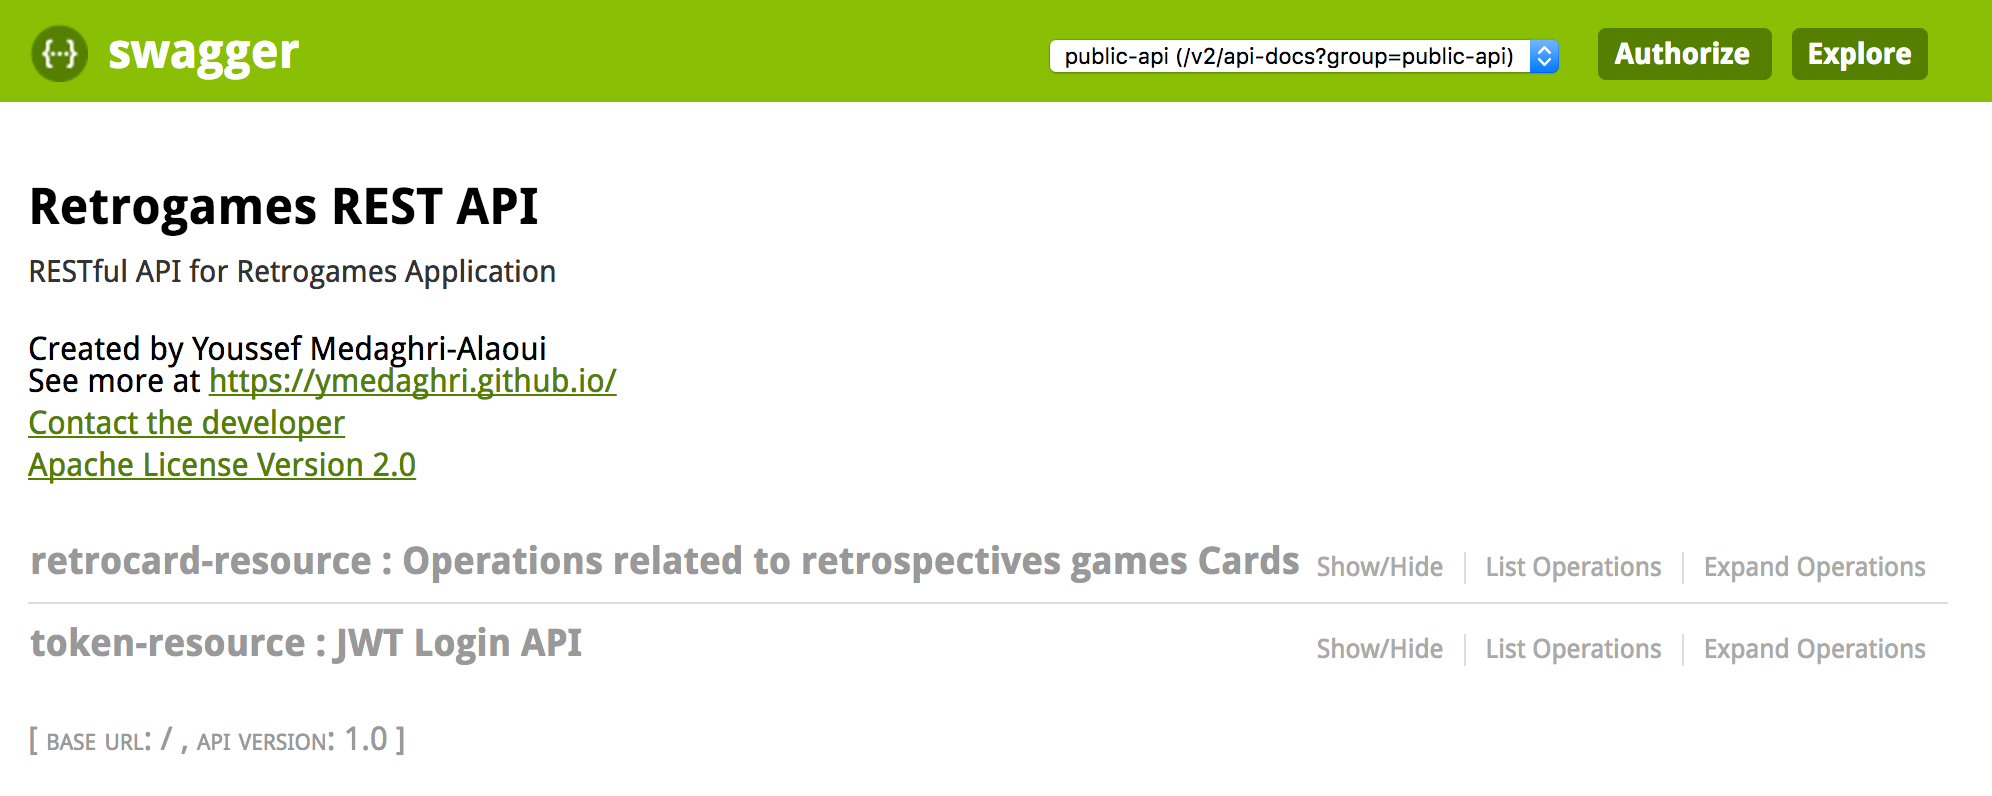 {···} swagger
public-api (/v2/api-docs?group=public-api)
Authorize
Explore
Retrogames REST API
RESTful API for Retrogames Application
Created by Youssef Medaghri-Alaoui
See more at https://ymedaghri.github.io/
Contact the developer
Apache License Version 2.0
retrocard-resource : Operations related to retrospectives games Cards Show/Hide List Operations Expand Operations
token-resource : JWT Login API Show/Hide List Operations Expand Operations
[ BASE URL: / , API VERSION: 1.0 ]